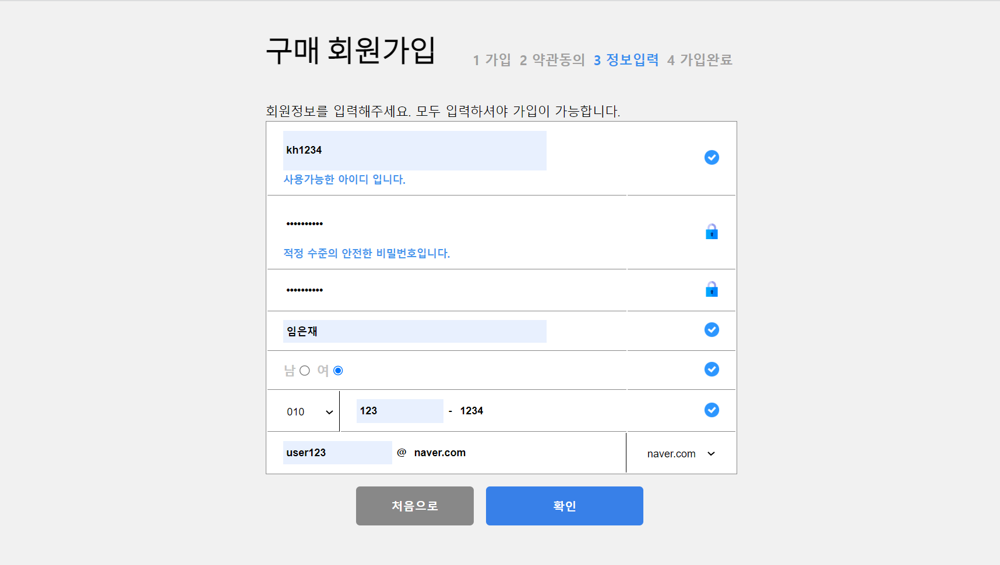 구매 회원가입
1 가입 2 약관동의 3 정보입력 4 가입완료
회원정보를 입력해주세요. 모두 입력하셔야 가입이 가능합니다.
kh1234
사용가능한 아이디 입니다.
••••••••••
적정 수준의 안전한 비밀번호입니다.
••••••••••
임은재
남 여
010 123 - 1234
user123 @ naver.com naver.com
처음으로 확인